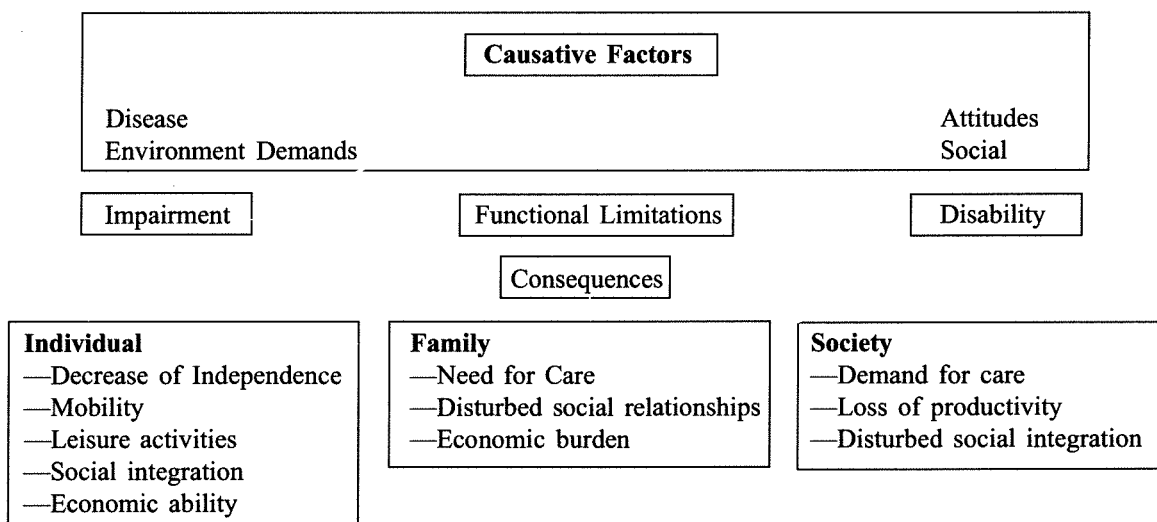 Causative Factors
Disease
Attitudes
Environment Demands
Social
Impairment
Functional Limitations
Disability
Consequences
Individual
—Decrease of Independence
—Mobility
—Leisure activities
—Social integration
—Economic ability
Family
—Need for Care
—Disturbed social relationships
—Economic burden
Society
—Demand for care
—Loss of productivity
—Disturbed social integration